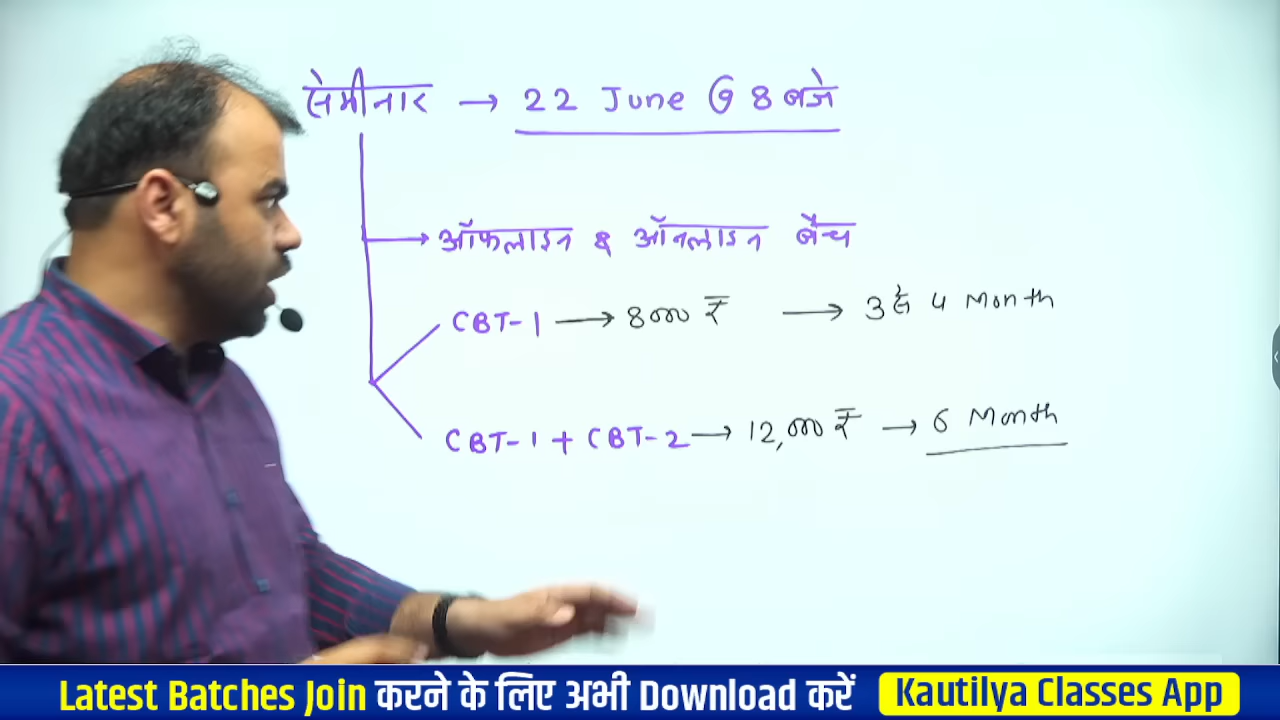 सेमीनार → 22 June @ 8 बजे
→ ऑफलाइन & ऑनलाइन बैच
CBT-1 → 8000 ₹ → 3 से 4 Month
CBT-1 + CBT-2 → 12,000 ₹ → 6 Month
Latest Batches Join करने के लिए अभी Download करें Kautilya Classes App